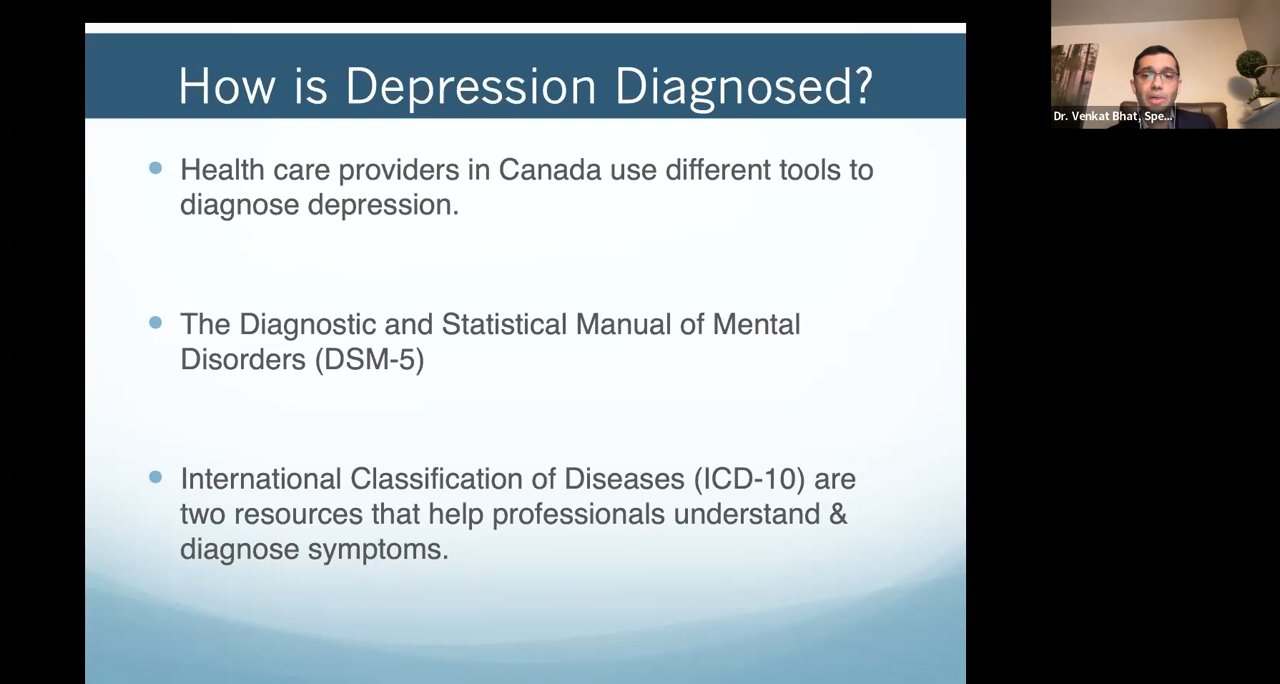 How is Depression Diagnosed?
Health care providers in Canada use different tools to
diagnose depression.
The Diagnostic and Statistical Manual of Mental
Disorders (DSM-5)
International Classification of Diseases (ICD-10) are
two resources that help professionals understand &
diagnose symptoms.
Dr. Venkat Bhat, Spe...